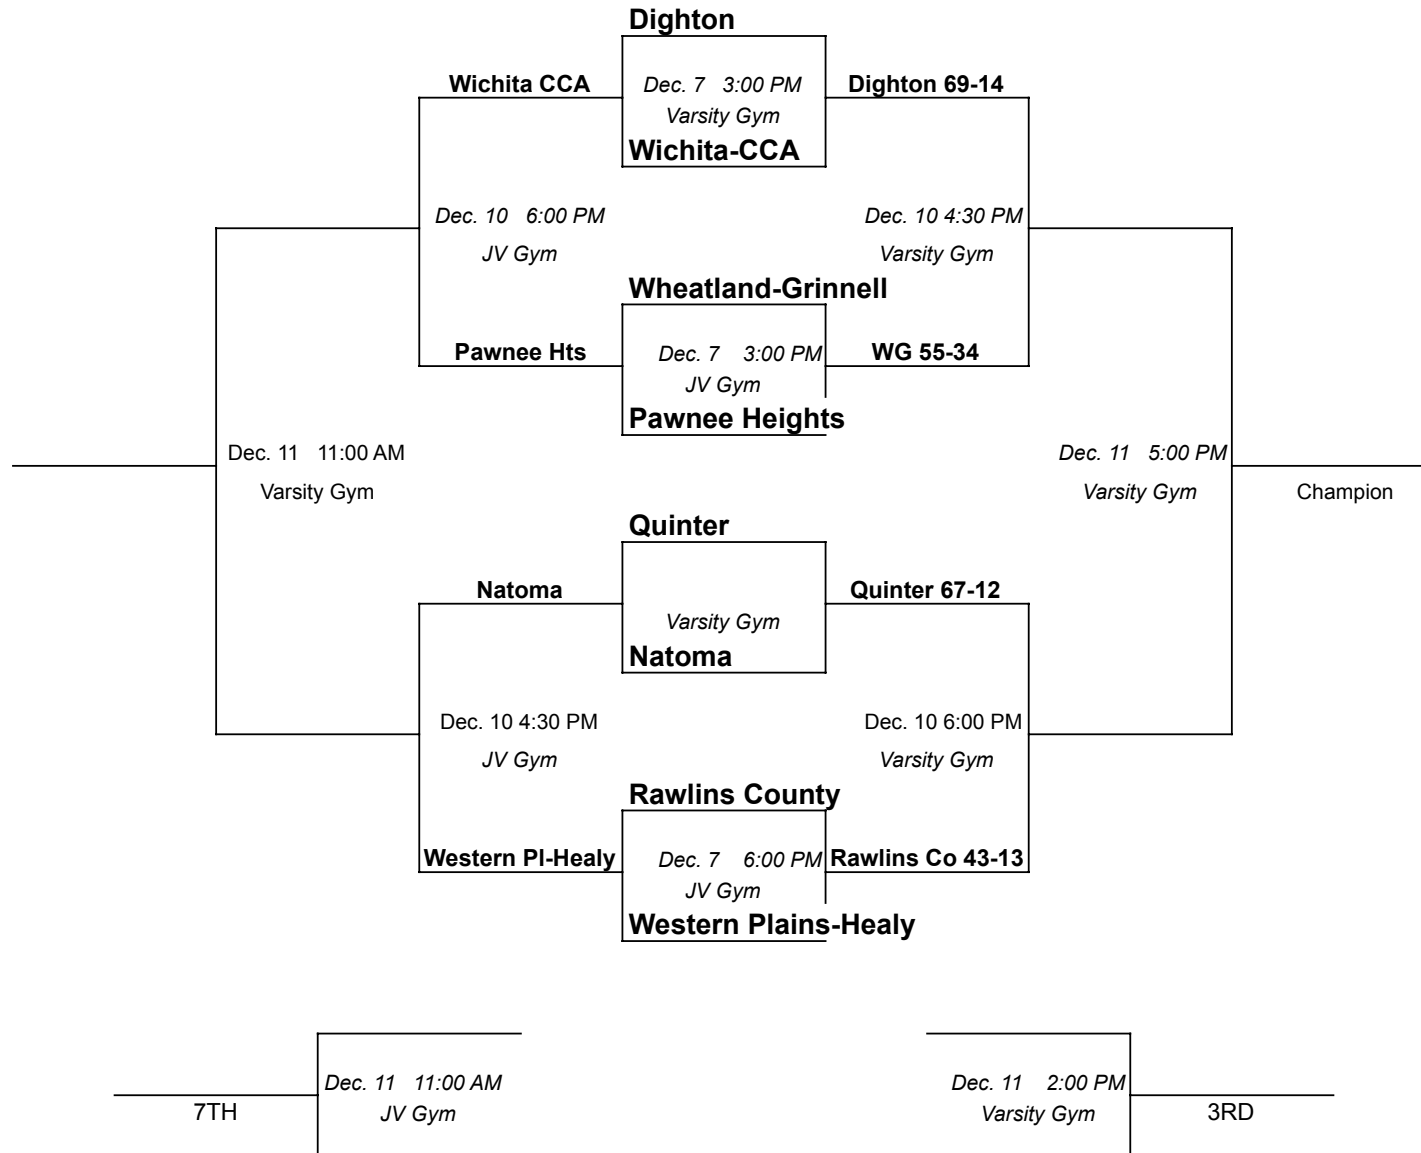 Dighton
Wichita CCA
Dec. 7 3:00 PM
Dighton 69-14
Varsity Gym
Wichita-CCA
Dec. 10 6:00 PM
Dec. 10 4:30 PM
JV Gym
Varsity Gym
Wheatland-Grinnell
Pawnee Hts
Dec. 7 3:00 PM
WG 55-34
JV Gym
Pawnee Heights
Dec. 11 11:00 AM
Dec. 11 5:00 PM
Varsity Gym
Varsity Gym
Champion
Quinter
Natoma
Quinter 67-12
Varsity Gym
Natoma
Dec. 10 4:30 PM
Dec. 10 6:00 PM
JV Gym
Varsity Gym
Rawlins County
Western Pl-Healy
Dec. 7 6:00 PM
Rawlins Co 43-13
JV Gym
Western Plains-Healy
Dec. 11 11:00 AM
Dec. 11 2:00 PM
7TH
JV Gym
Varsity Gym
3RD